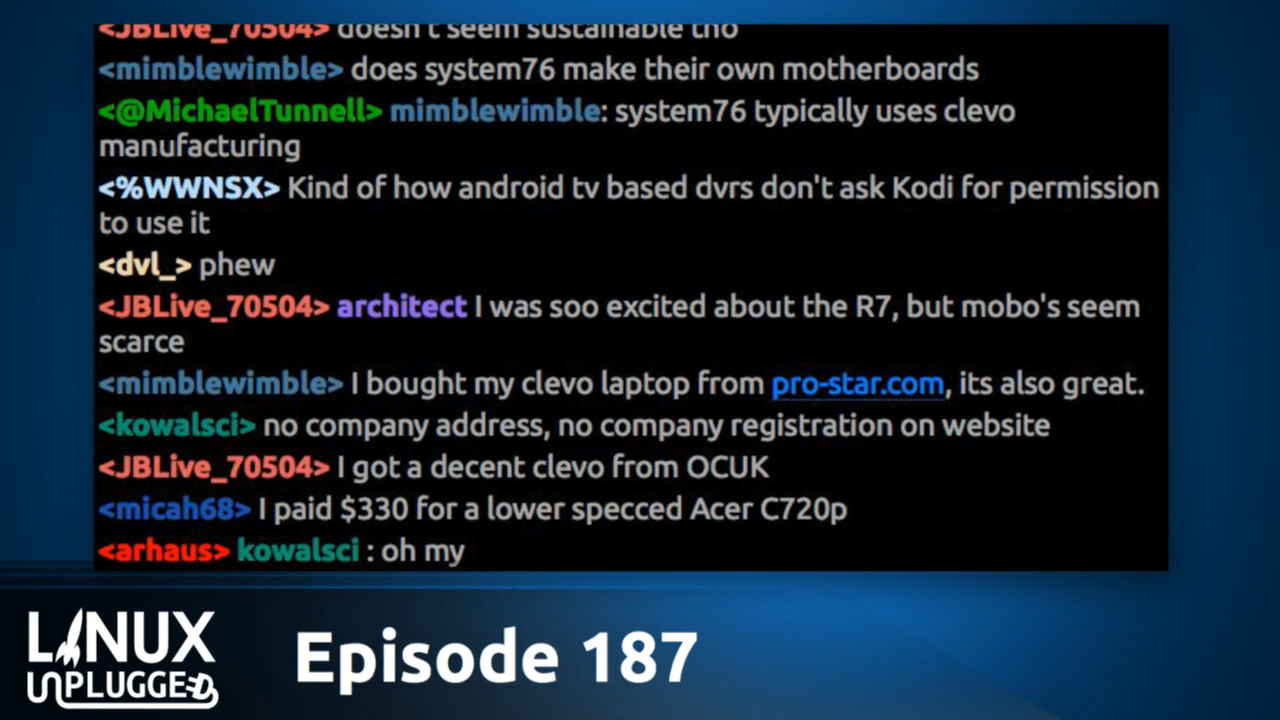 <JBLive_70504> doesn't seem sustainable tho
<mimblewimble> does system76 make their own motherboards
<@MichaelTunnell> mimblewimble: system76 typically uses clevo
manufacturing
<%WWNSX> Kind of how android tv based dvrs don't ask Kodi for permission
to use it
<dvl_> phew
<JBLive_70504> architect I was soo excited about the R7, but mobo's seem
scarce
<mimblewimble> I bought my clevo laptop from pro-star.com, its also great.
<kowalsci> no company address, no company registration on website
<JBLive_70504> I got a decent clevo from OCUK
<micah68> I paid $330 for a lower specced Acer C720p
<arhaus> kowalsci : oh my
LINUX
UNPLUGGED
Episode 187